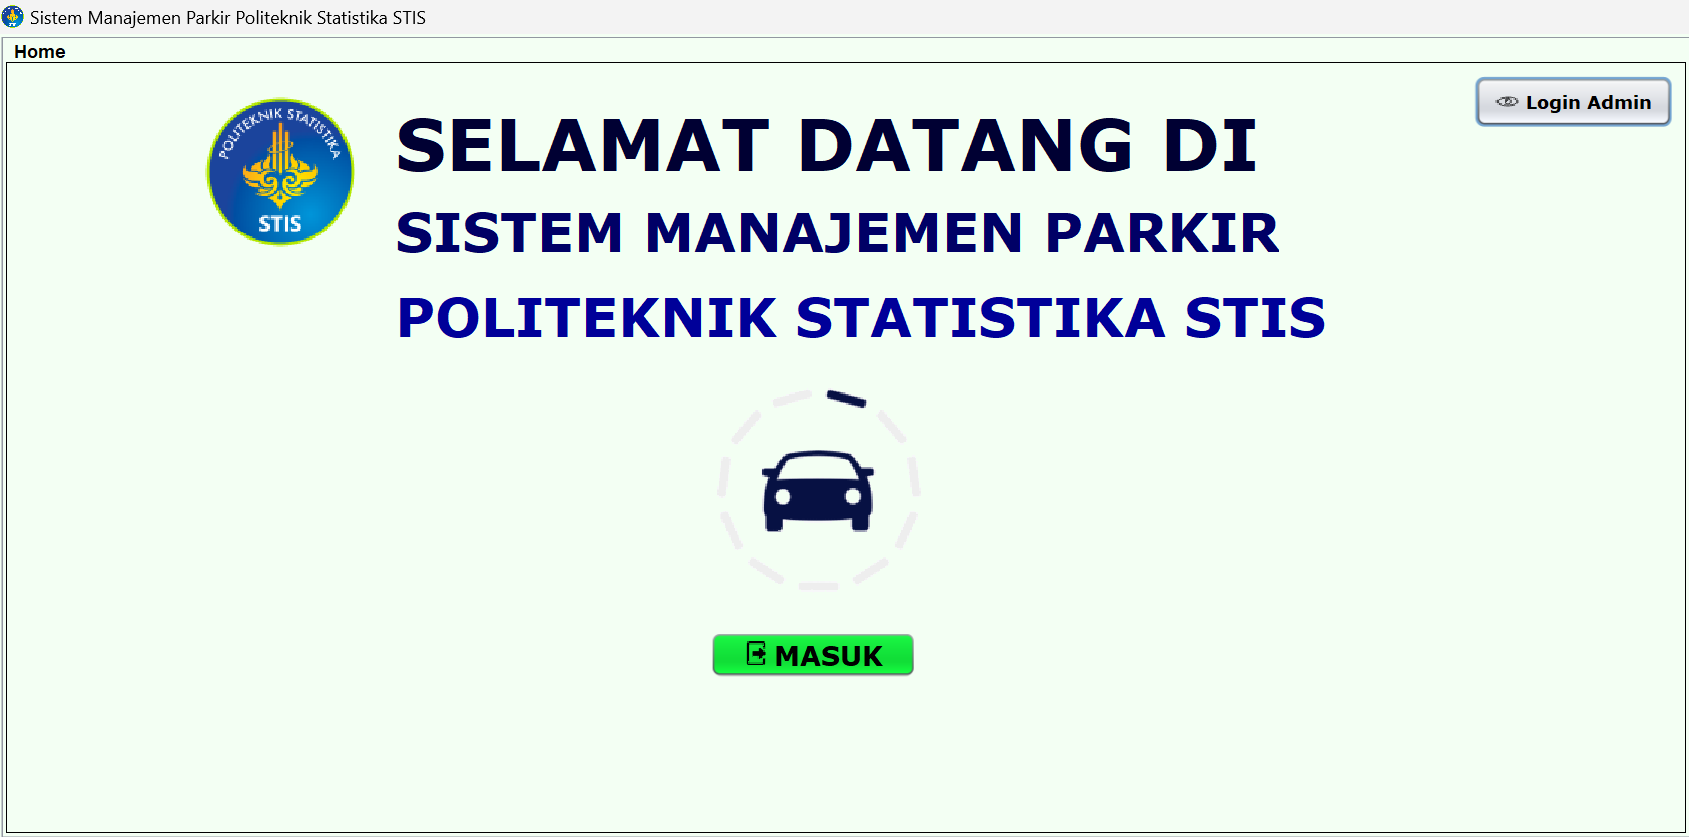 Sistem Manajemen Parkir Politeknik Statistika STIS
Home
Login Admin
POLITEKNIK STATISTIKA
STIS
SELAMAT DATANG DI
SISTEM MANAJEMEN PARKIR
POLITEKNIK STATISTIKA STIS
MASUK